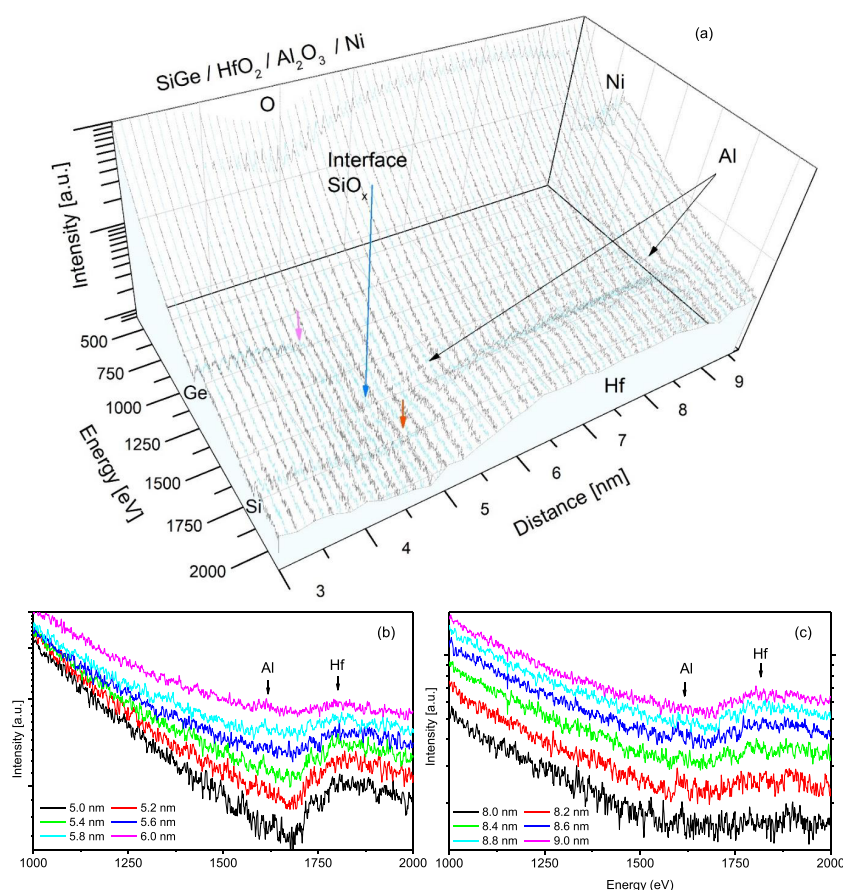 (a)
SiGe / HfO₂ / Al₂O₃ / Ni
O
Ni
Interface
SiOₓ
Al
Intensity [a.u.]
500
750
1000
1250
1500
1750
2000
Ge
Si
Energy [eV]
Hf
3
4
5
6
7
8
9
Distance [nm]
(b)
Al
Hf
Intensity [a.u.]
5.0 nm 5.2 nm
5.4 nm 5.6 nm
5.8 nm 6.0 nm
1000 1250 1500 1750 2000
(c)
Al
Hf
Intensity [a.u.]
8.0 nm 8.2 nm
8.4 nm 8.6 nm
8.8 nm 9.0 nm
1000 1250 1500 1750 2000
Energy (eV)